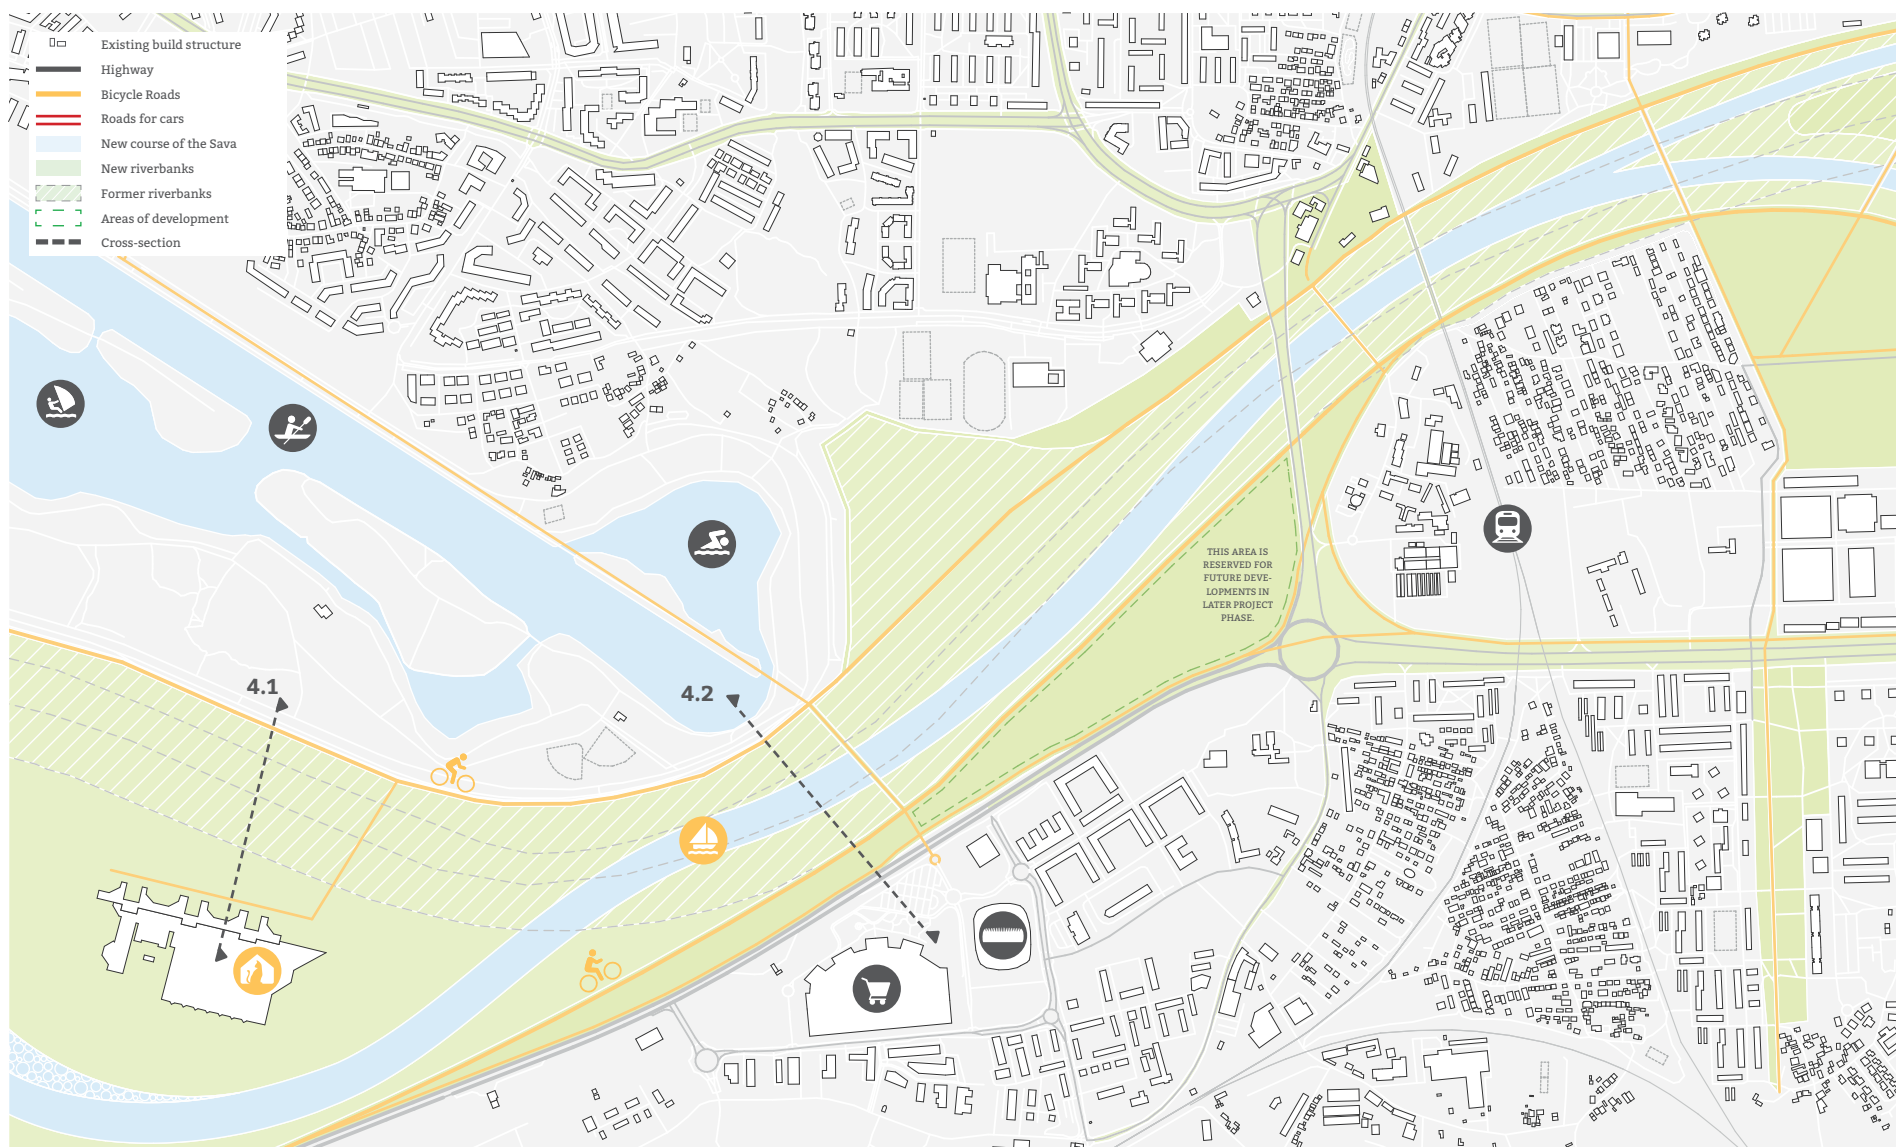 Existing build structure
Highway
Bicycle Roads
Roads for cars
New course of the Sava
New riverbanks
Former riverbanks
Areas of development
Cross-section
THIS AREA IS
RESERVED FOR
FUTURE DEVE-
LOPMENTS IN
LATER PROJECT
PHASE.
4.1
4.2